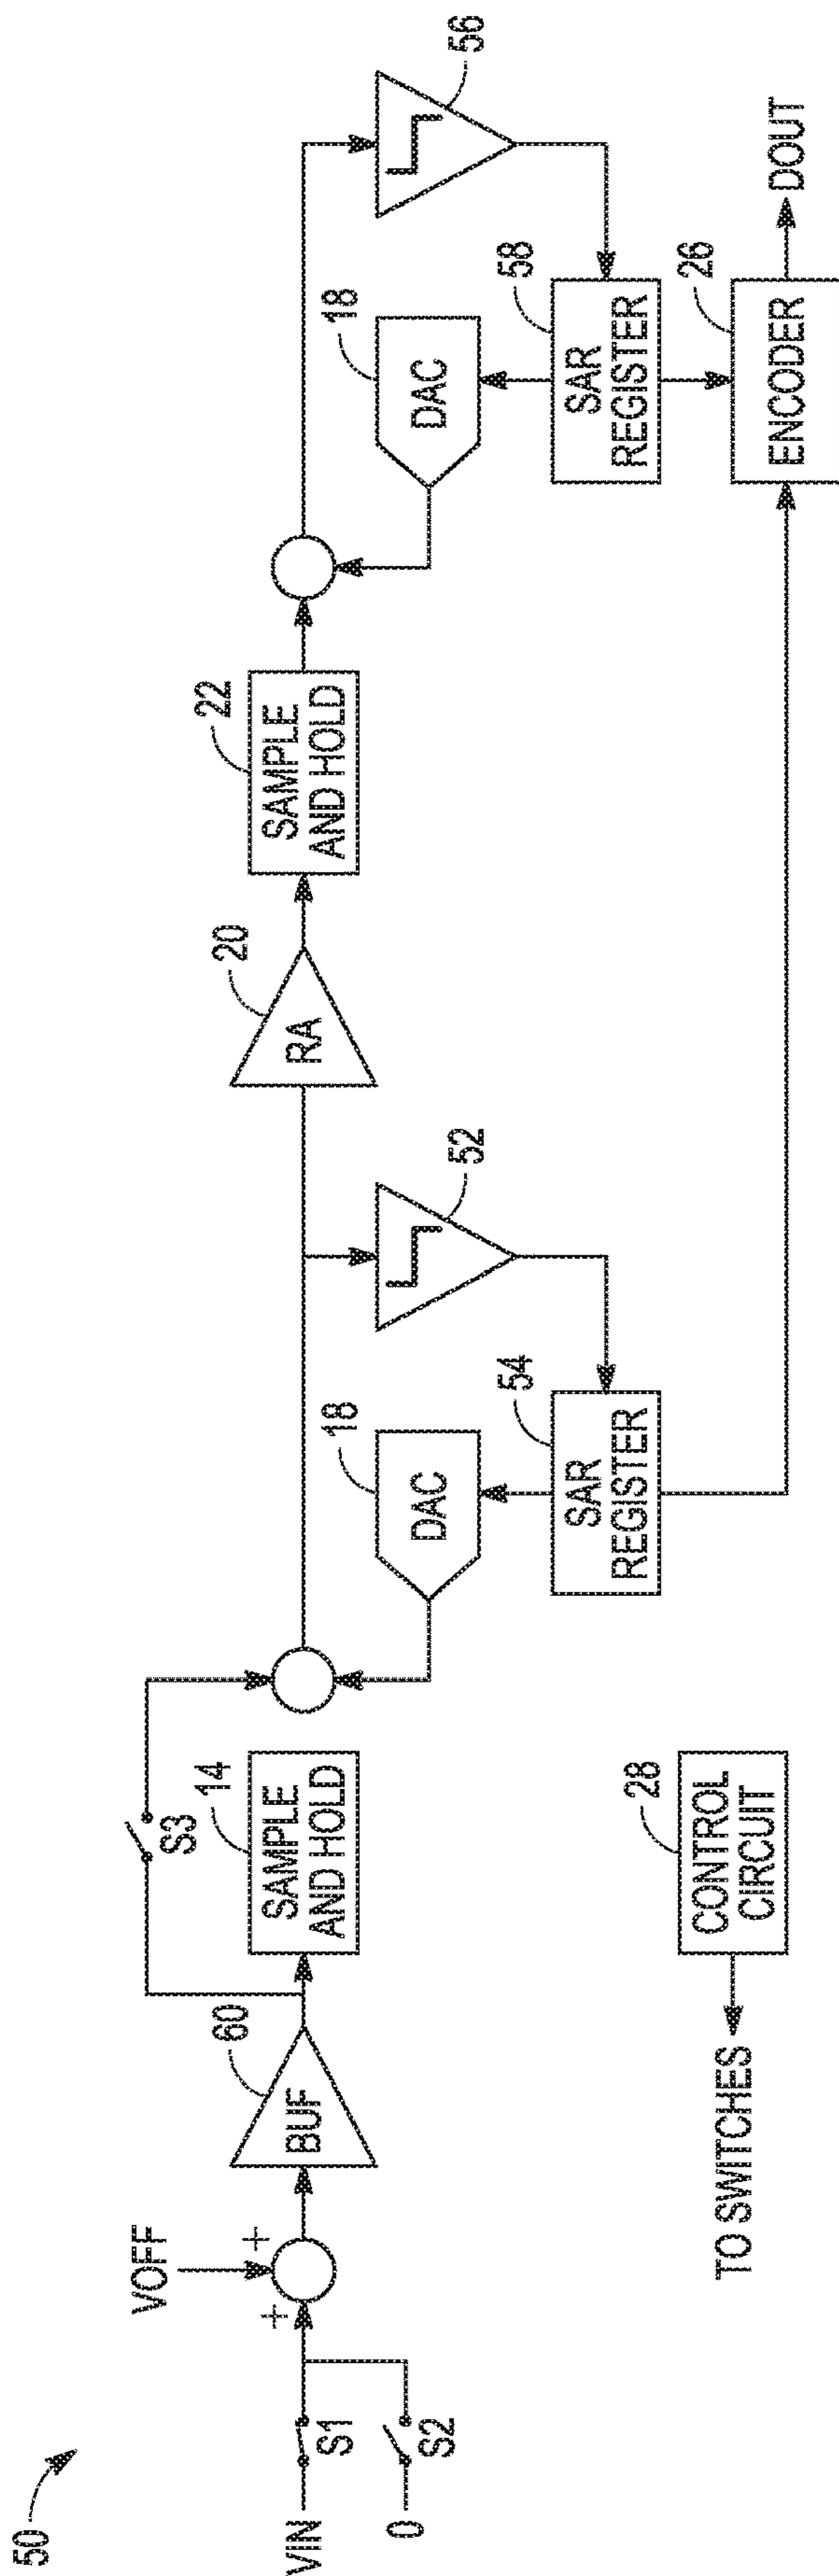 50
VIN
S1
0
S2
VOFF
+
+
BUF
60
S3
SAMPLE
AND HOLD
14
DAC
18
SAR
REGISTER
54
52
RA
20
SAMPLE
AND HOLD
22
DAC
18
56
SAR
REGISTER
58
ENCODER
26
DOUT
TO SWITCHES
CONTROL
CIRCUIT
28